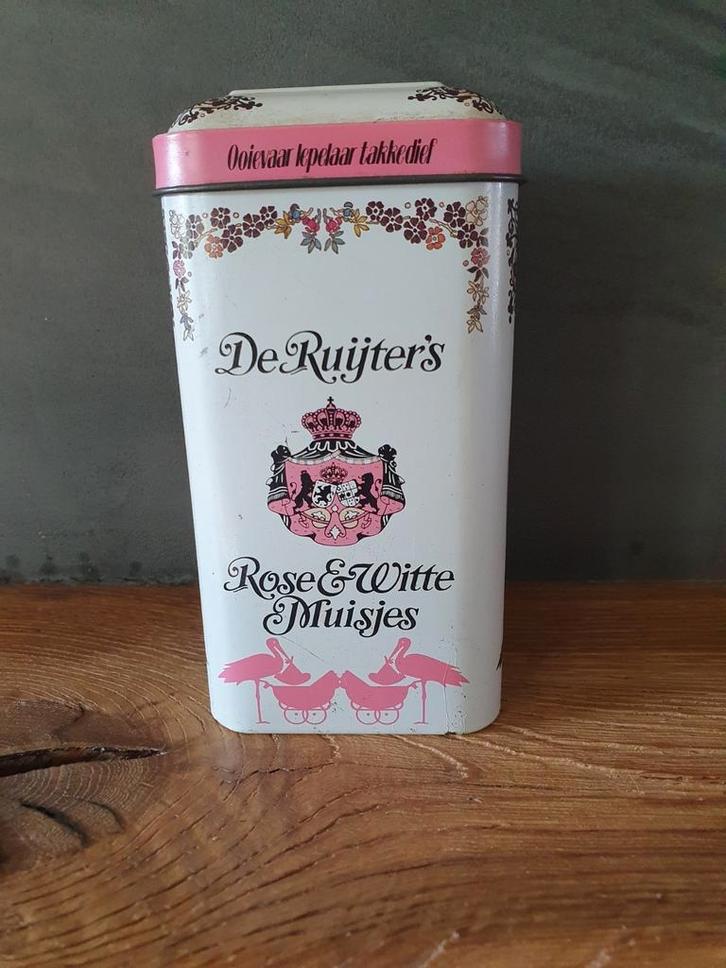 Ooievaar lepelaar takkedief
De Ruijter's
Rose & Witte
Muisjes